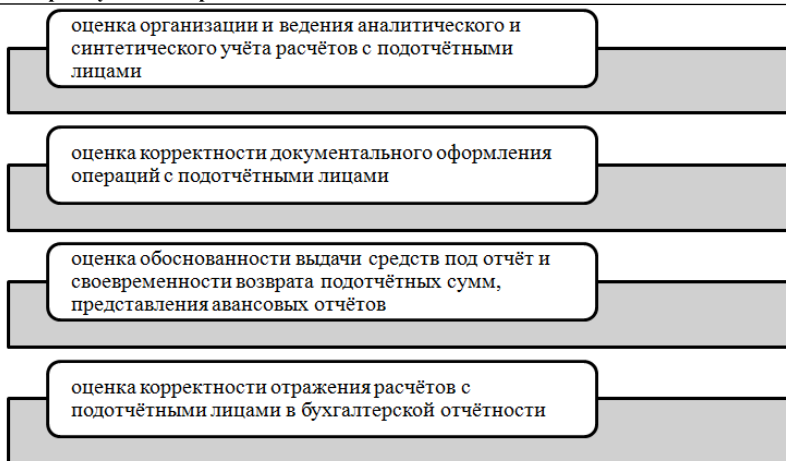 оценка организации и ведения аналитического и
синтетического учёта расчётов с подотчётными
лицами
оценка корректности документального оформления
операций с подотчётными лицами
оценка обоснованности выдачи средств под отчёт и
своевременности возврата подотчётных сумм,
представления авансовых отчётов
оценка корректности отражения расчётов с
подотчётными лицами в бухгалтерской отчётности